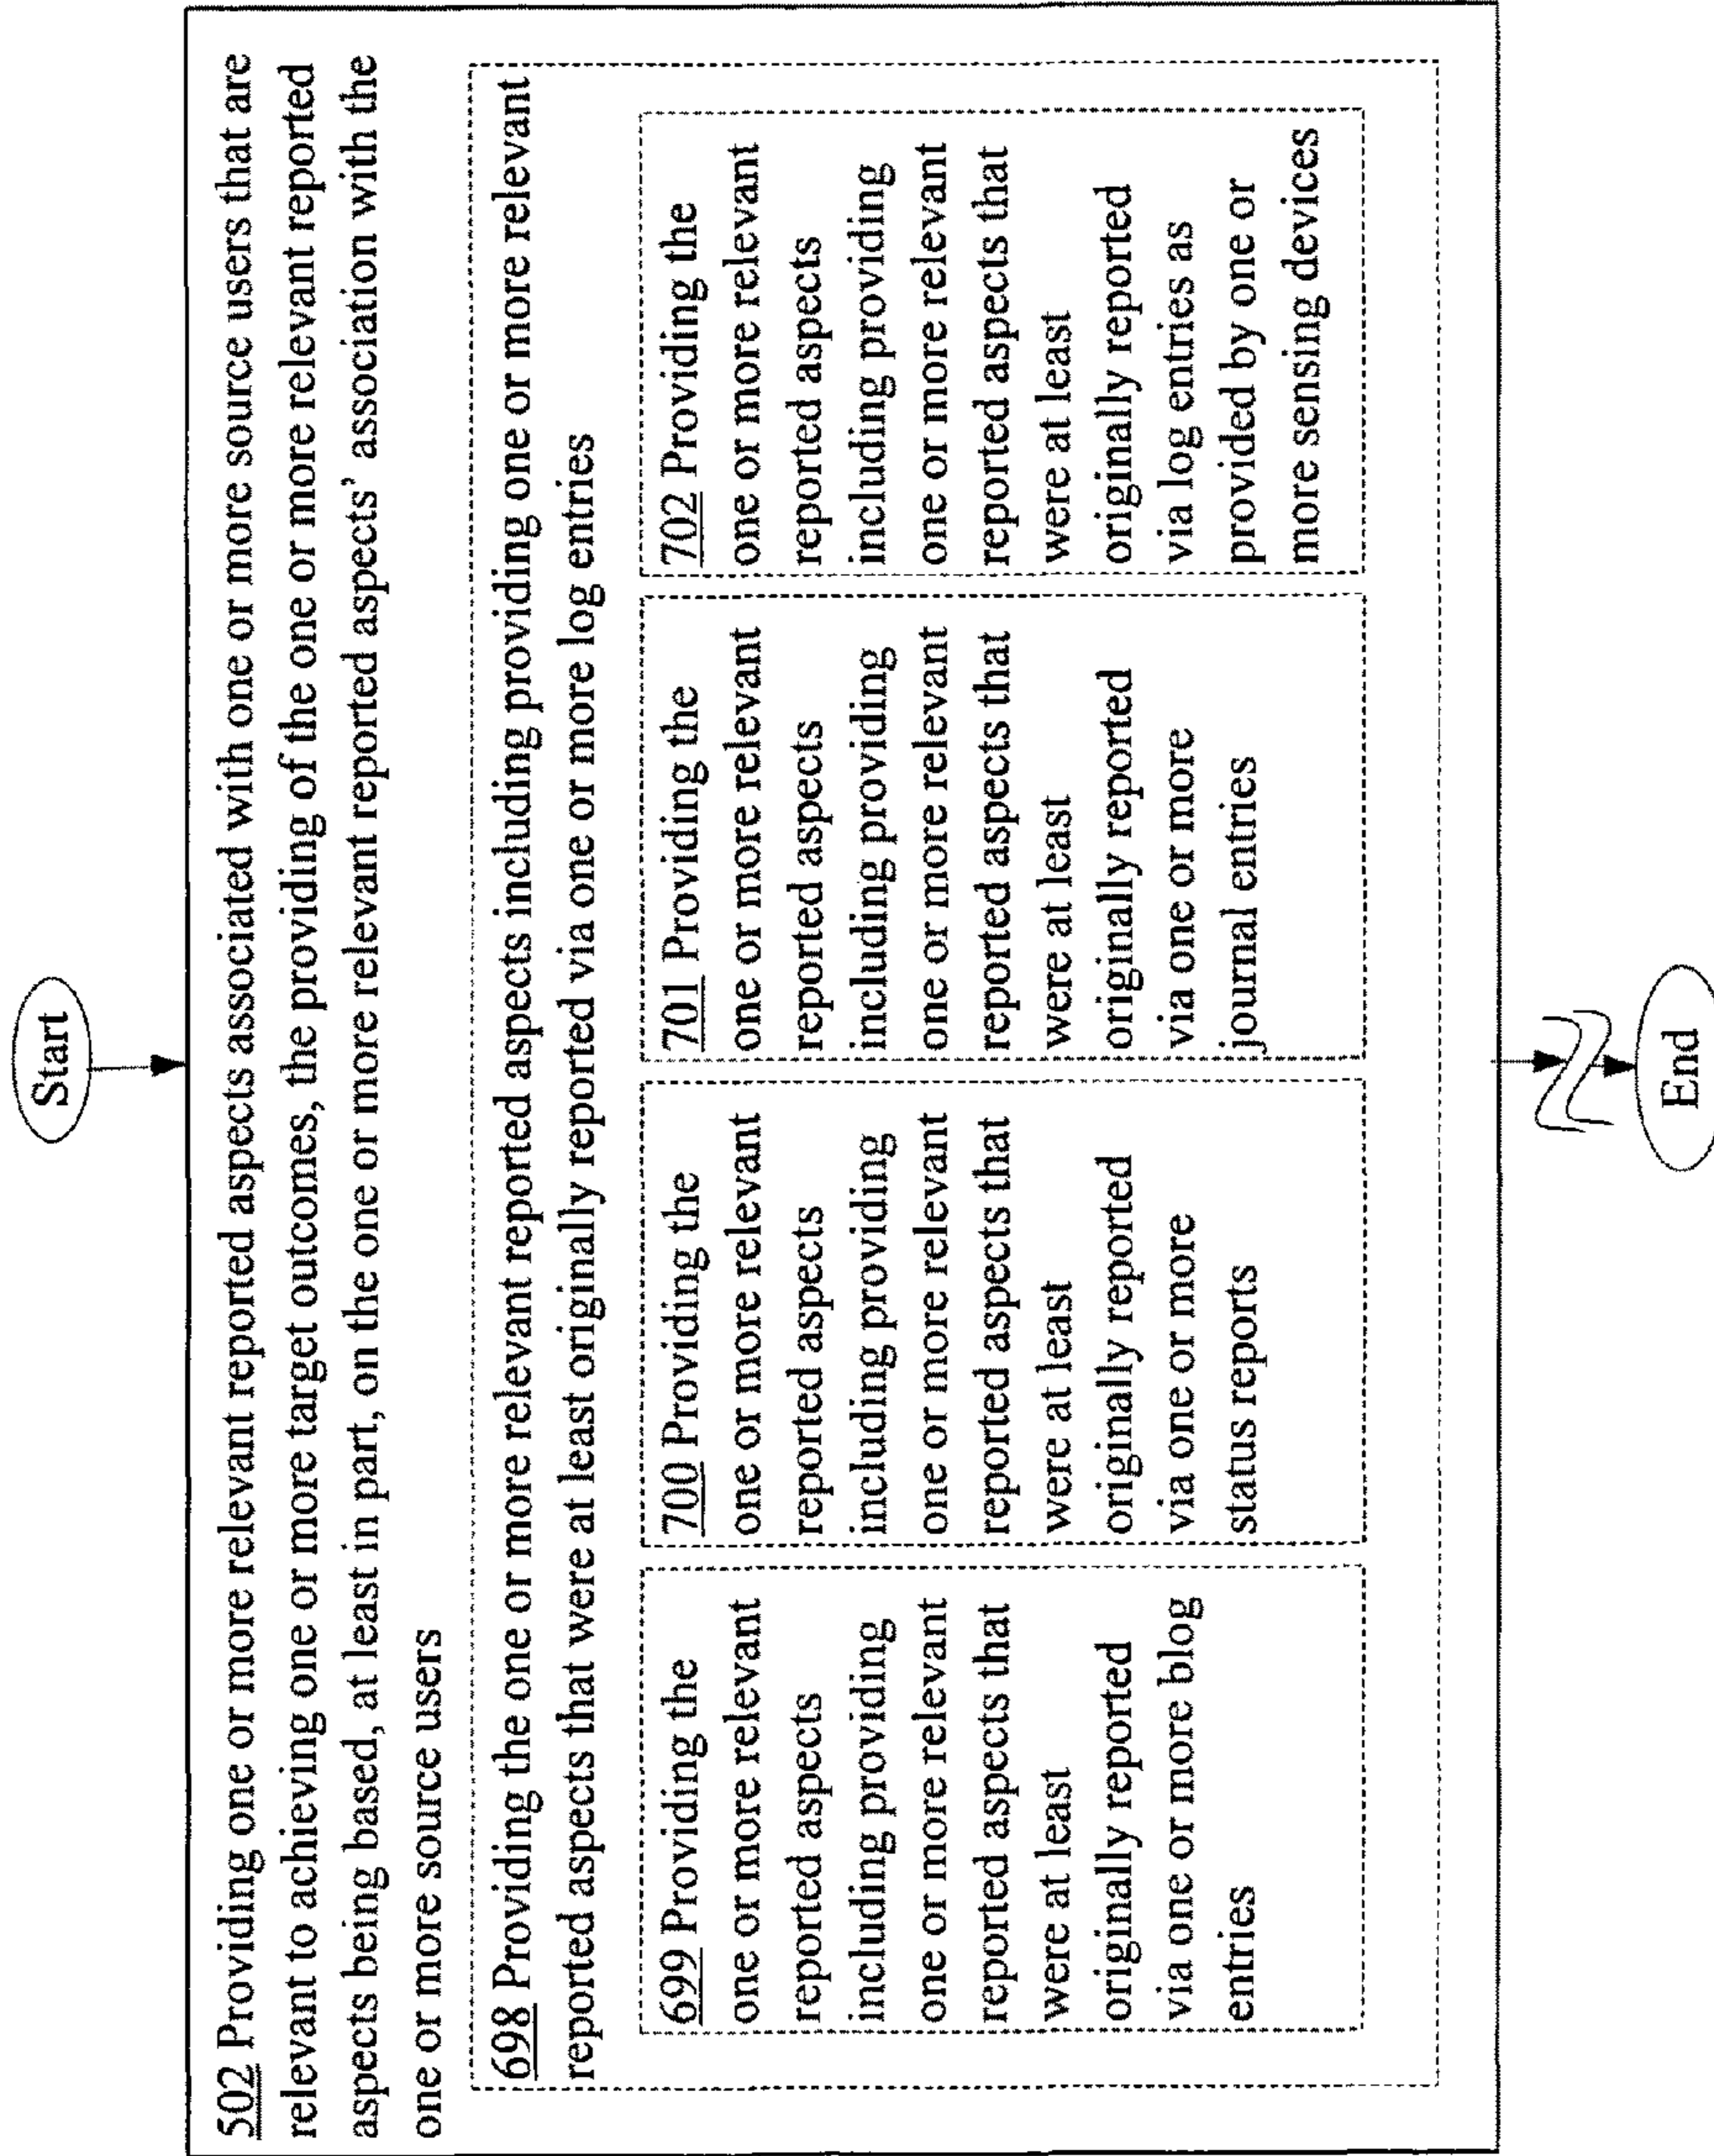 Start
502 Providing one or more relevant reported aspects associated with one or more source users that are
relevant to achieving one or more target outcomes, the providing of the one or more relevant reported
aspects being based, at least in part, on the one or more relevant reported aspects’ association with the
one or more source users
698 Providing the one or more relevant reported aspects including providing one or more relevant
reported aspects that were at least originally reported via one or more log entries
699 Providing the
one or more relevant
reported aspects
including providing
one or more relevant
reported aspects that
were at least
originally reported
via one or more blog
entries
700 Providing the
one or more relevant
reported aspects
including providing
one or more relevant
reported aspects that
were at least
originally reported
via one or more
status reports
701 Providing the
one or more relevant
reported aspects
including providing
one or more relevant
reported aspects that
were at least
originally reported
via one or more
journal entries
702 Providing the
one or more relevant
reported aspects
including providing
one or more relevant
reported aspects that
were at least
originally reported
via log entries as
provided by one or
more sensing devices
End